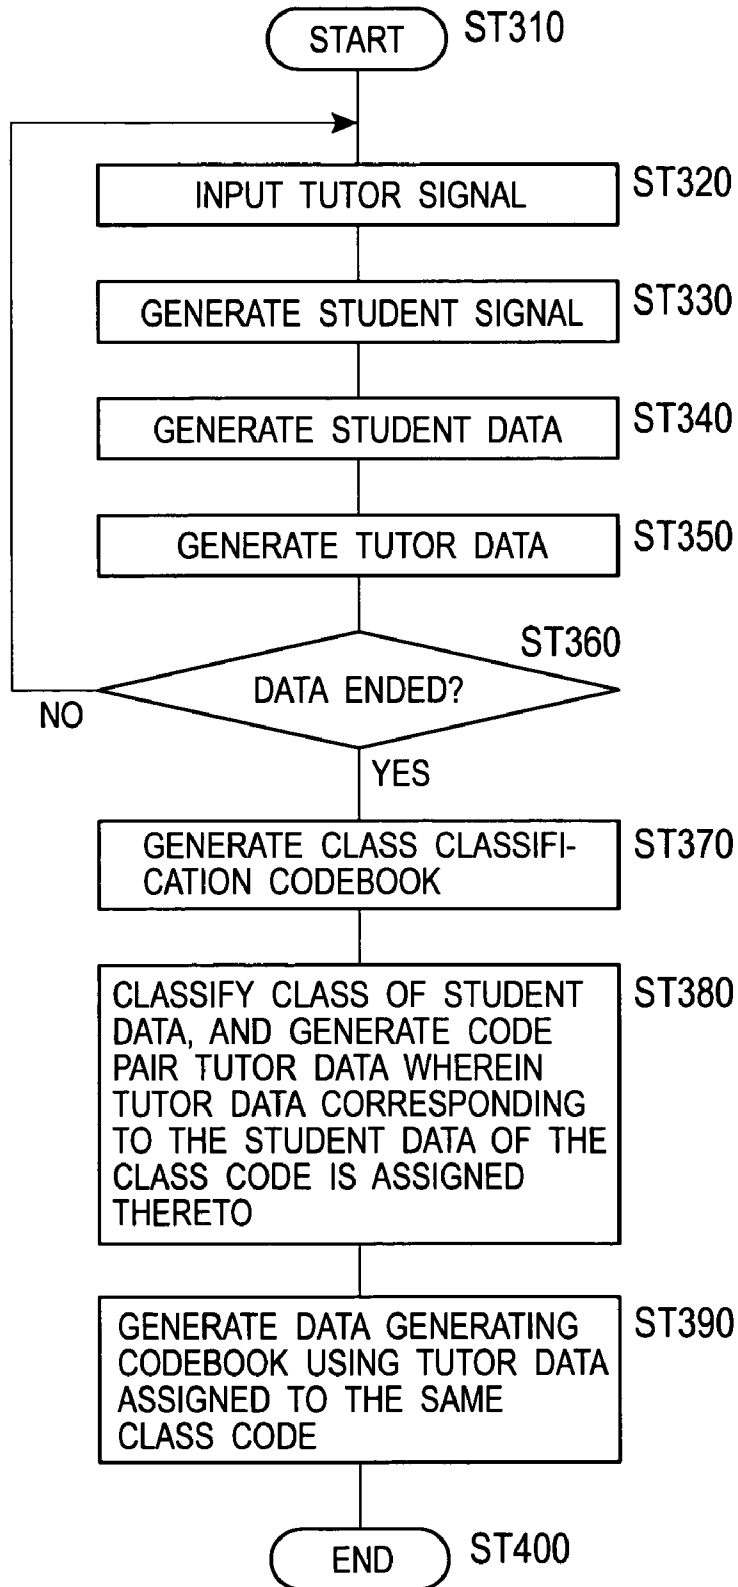 START ST310
INPUT TUTOR SIGNAL ST320
GENERATE STUDENT SIGNAL ST330
GENERATE STUDENT DATA ST340
GENERATE TUTOR DATA ST350
ST360
DATA ENDED?
NO
YES
GENERATE CLASS CLASSIFI- ST370
CATION CODEBOOK
CLASSIFY CLASS OF STUDENT ST380
DATA, AND GENERATE CODE
PAIR TUTOR DATA WHEREIN
TUTOR DATA CORRESPONDING
TO THE STUDENT DATA OF THE
CLASS CODE IS ASSIGNED
THERETO
GENERATE DATA GENERATING ST390
CODEBOOK USING TUTOR DATA
ASSIGNED TO THE SAME
CLASS CODE
END ST400